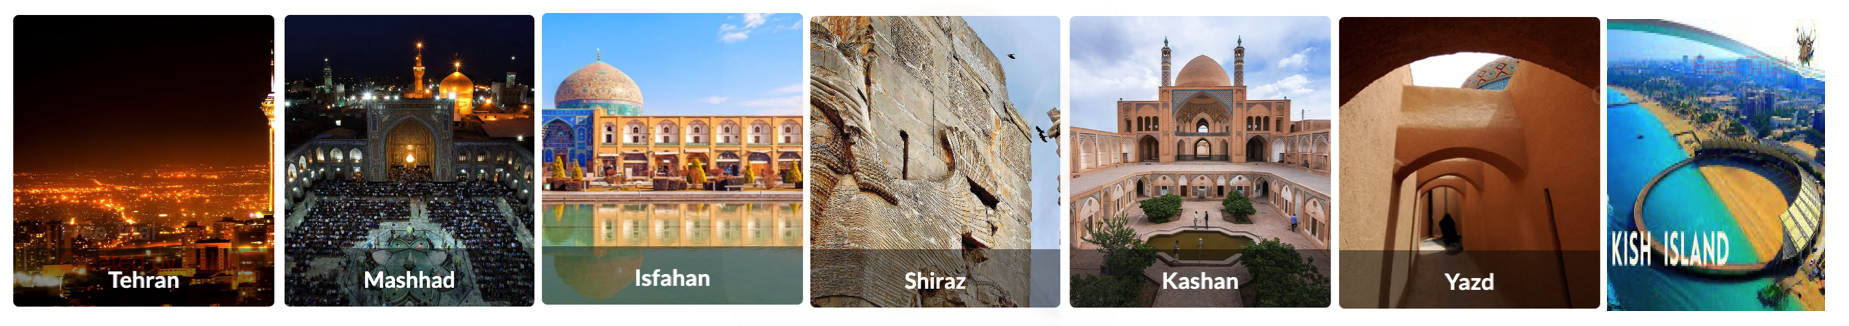 Tehran
Mashhad
Isfahan
Shiraz
Kashan
Yazd
KISH ISLAND